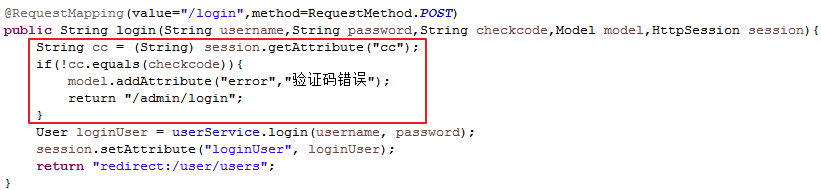 @RequestMapping(value="/login",method=RequestMethod.POST)
public String login(String username,String password,String checkcode,Model model,HttpSession session){
String cc = (String) session.getAttribute("cc");
if(!cc.equals(checkcode)){
model.addAttribute("error","验证码错误");
return "/admin/login";
}
User loginUser = userService.login(username, password);
session.setAttribute("loginUser", loginUser);
return "redirect:/user/users";
}